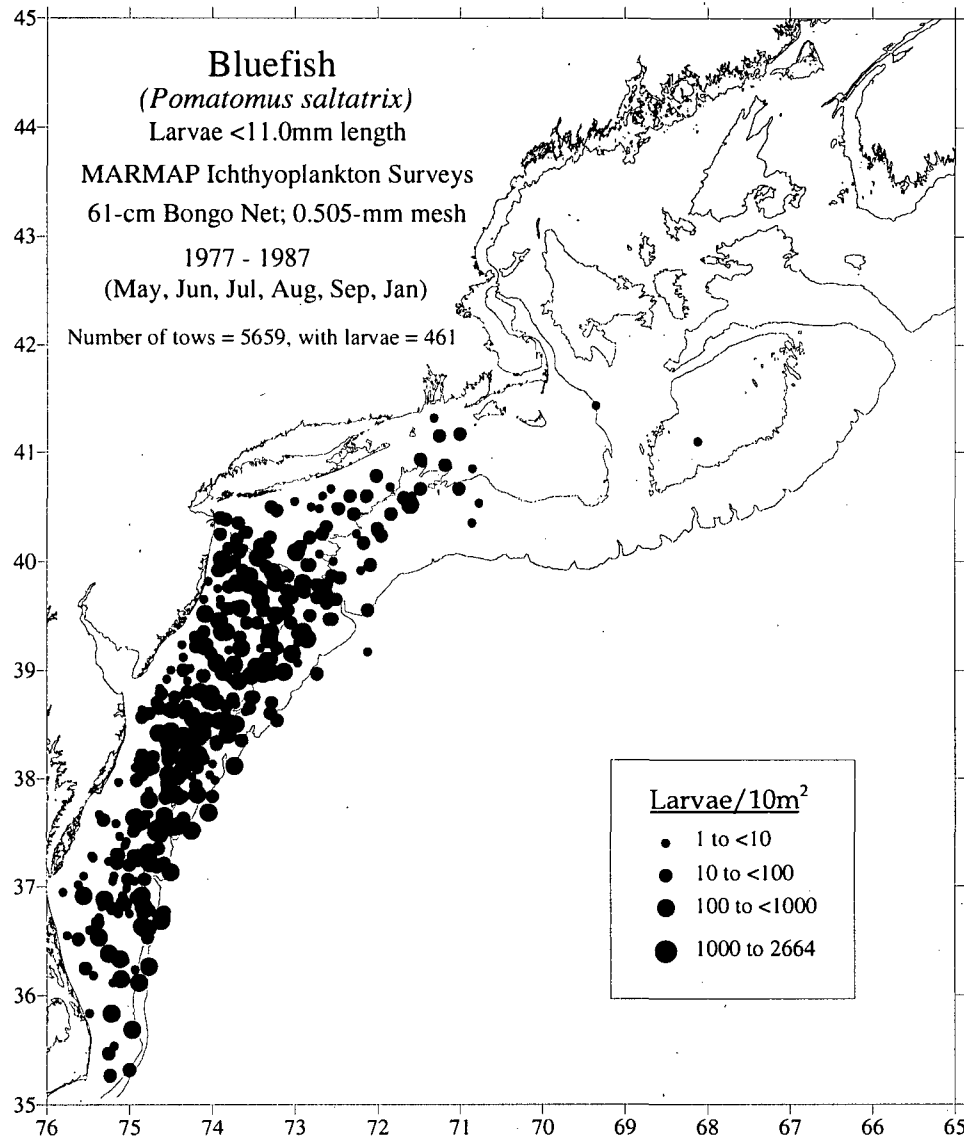 Bluefish
(Pomatomus saltatrix)
Larvae <11.0mm length
MARMAP Ichthyoplankton Surveys
61-cm Bongo Net; 0.505-mm mesh
1977 - 1987
(May, Jun, Jul, Aug, Sep, Jan)
Number of tows = 5659, with larvae = 461
45
44
43
42
41
40
39
38
37
36
35
Larvae/10m²
1 to <10
10 to <100
100 to <1000
1000 to 2664
76 75 74 73 72 71 70 69 68 67 66 65